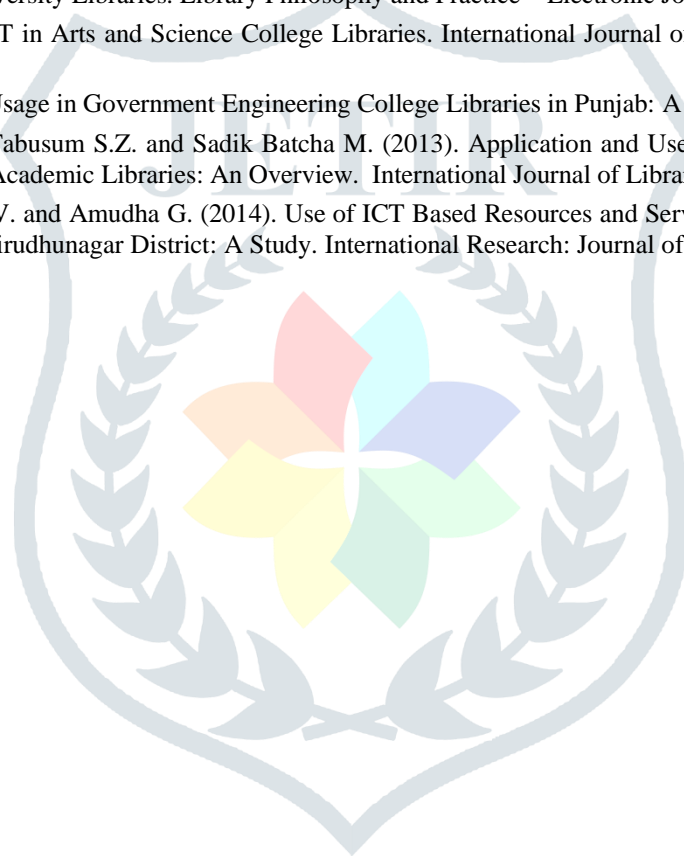 versity Libraries. Library Philosophy and Practice – Electronic Jo
T in Arts and Science College Libraries. International Journal o
Usage in Government Engineering College Libraries in Punjab: A
Tabusum S.Z. and Sadik Batcha M. (2013). Application and Use
Academic Libraries: An Overview. International Journal of Librar
V. and Amudha G. (2014). Use of ICT Based Resources and Serv
irudhunagar District: A Study. International Research: Journal of
JETIR